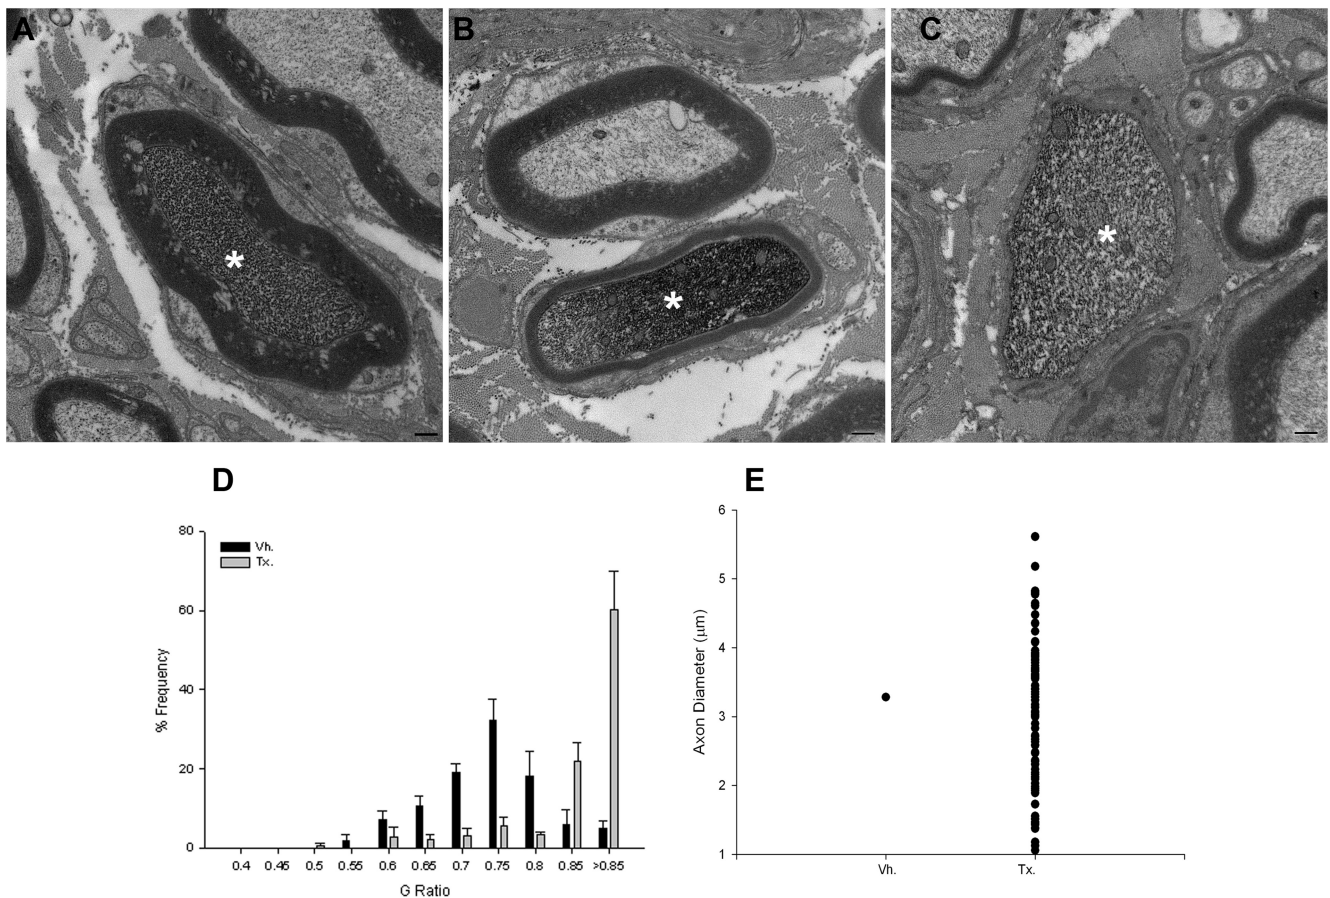 A B C
*
*
*
D E
80
60
40
20
0
% Frequency
Vh.
Tx.
0.4 0.45 0.5 0.55 0.6 0.65 0.7 0.75 0.8 0.85 >0.85
G Ratio
6
5
4
3
2
1
Axon Diameter (μm)
Vh. Tx.